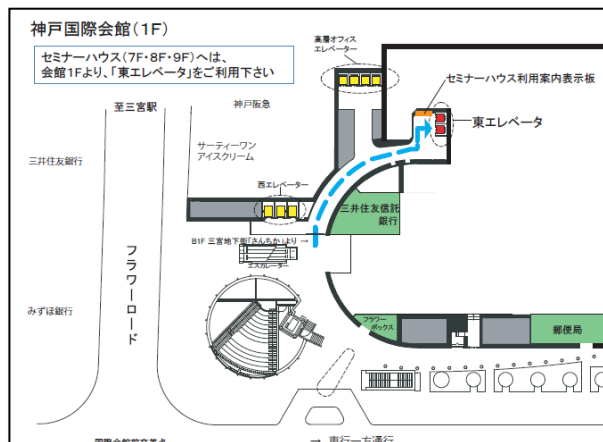 神戸国際会館(1F)
セミナーハウス(7F・8F・9F)へは、
会館1Fより、「東エレベータ」をご利用下さい
高層オフィス
エレベーター
セミナーハウス利用案内表示板
東エレベータ
至三宮駅
神戸阪急
三井住友銀行
サーティーワン
アイスクリーム
西エレベーター
三井住友信託
銀行
B1F 三宮地下街「さんちか」より →
エスカレーター
フラワーロード
みずほ銀行
フラワー
ボックス
郵便局
国際会館前交差点
→ 東行一方通行